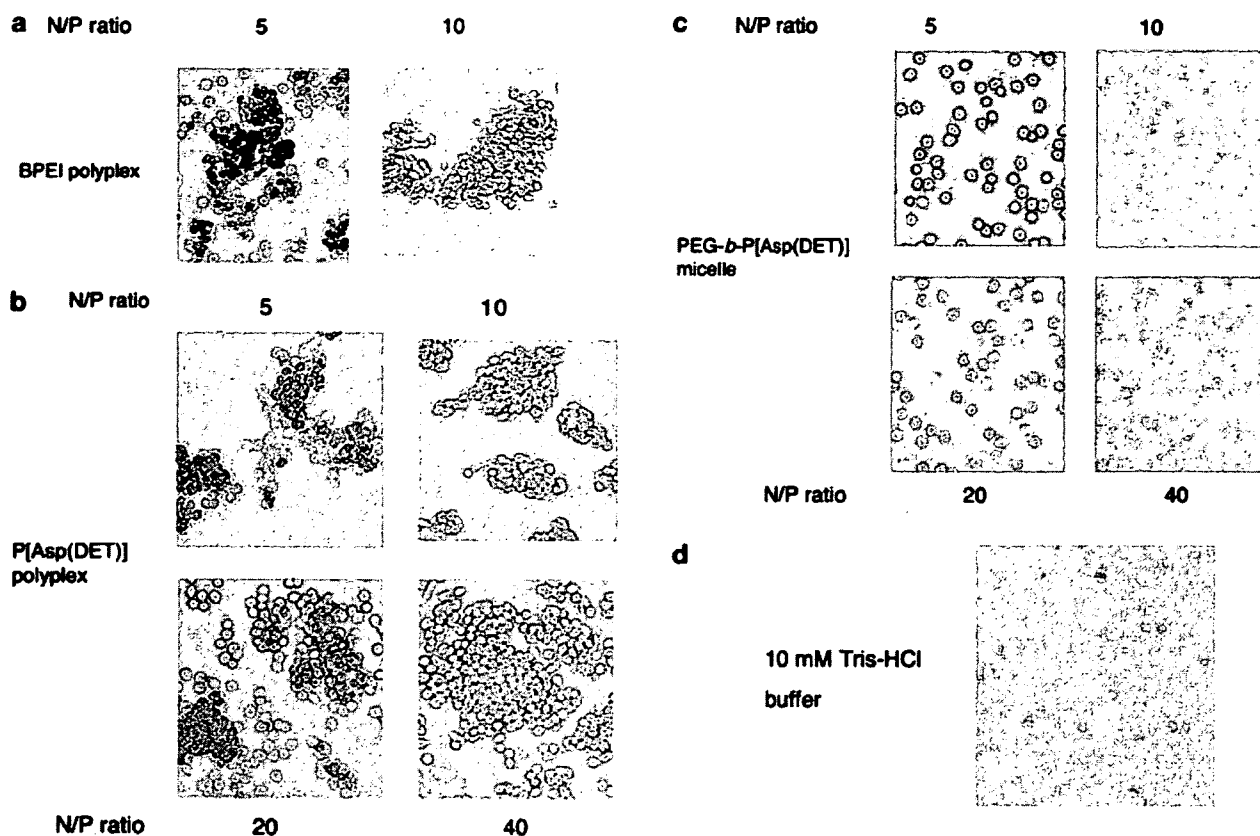 a N/P ratio 5 10
BPEI polyplex
b N/P ratio 5 10
P[Asp(DET)]
polyplex
N/P ratio 20 40
c N/P ratio 5 10
PEG-b-P[Asp(DET)]
micelle
N/P ratio 20 40
d
10 mM Tris-HCl
buffer